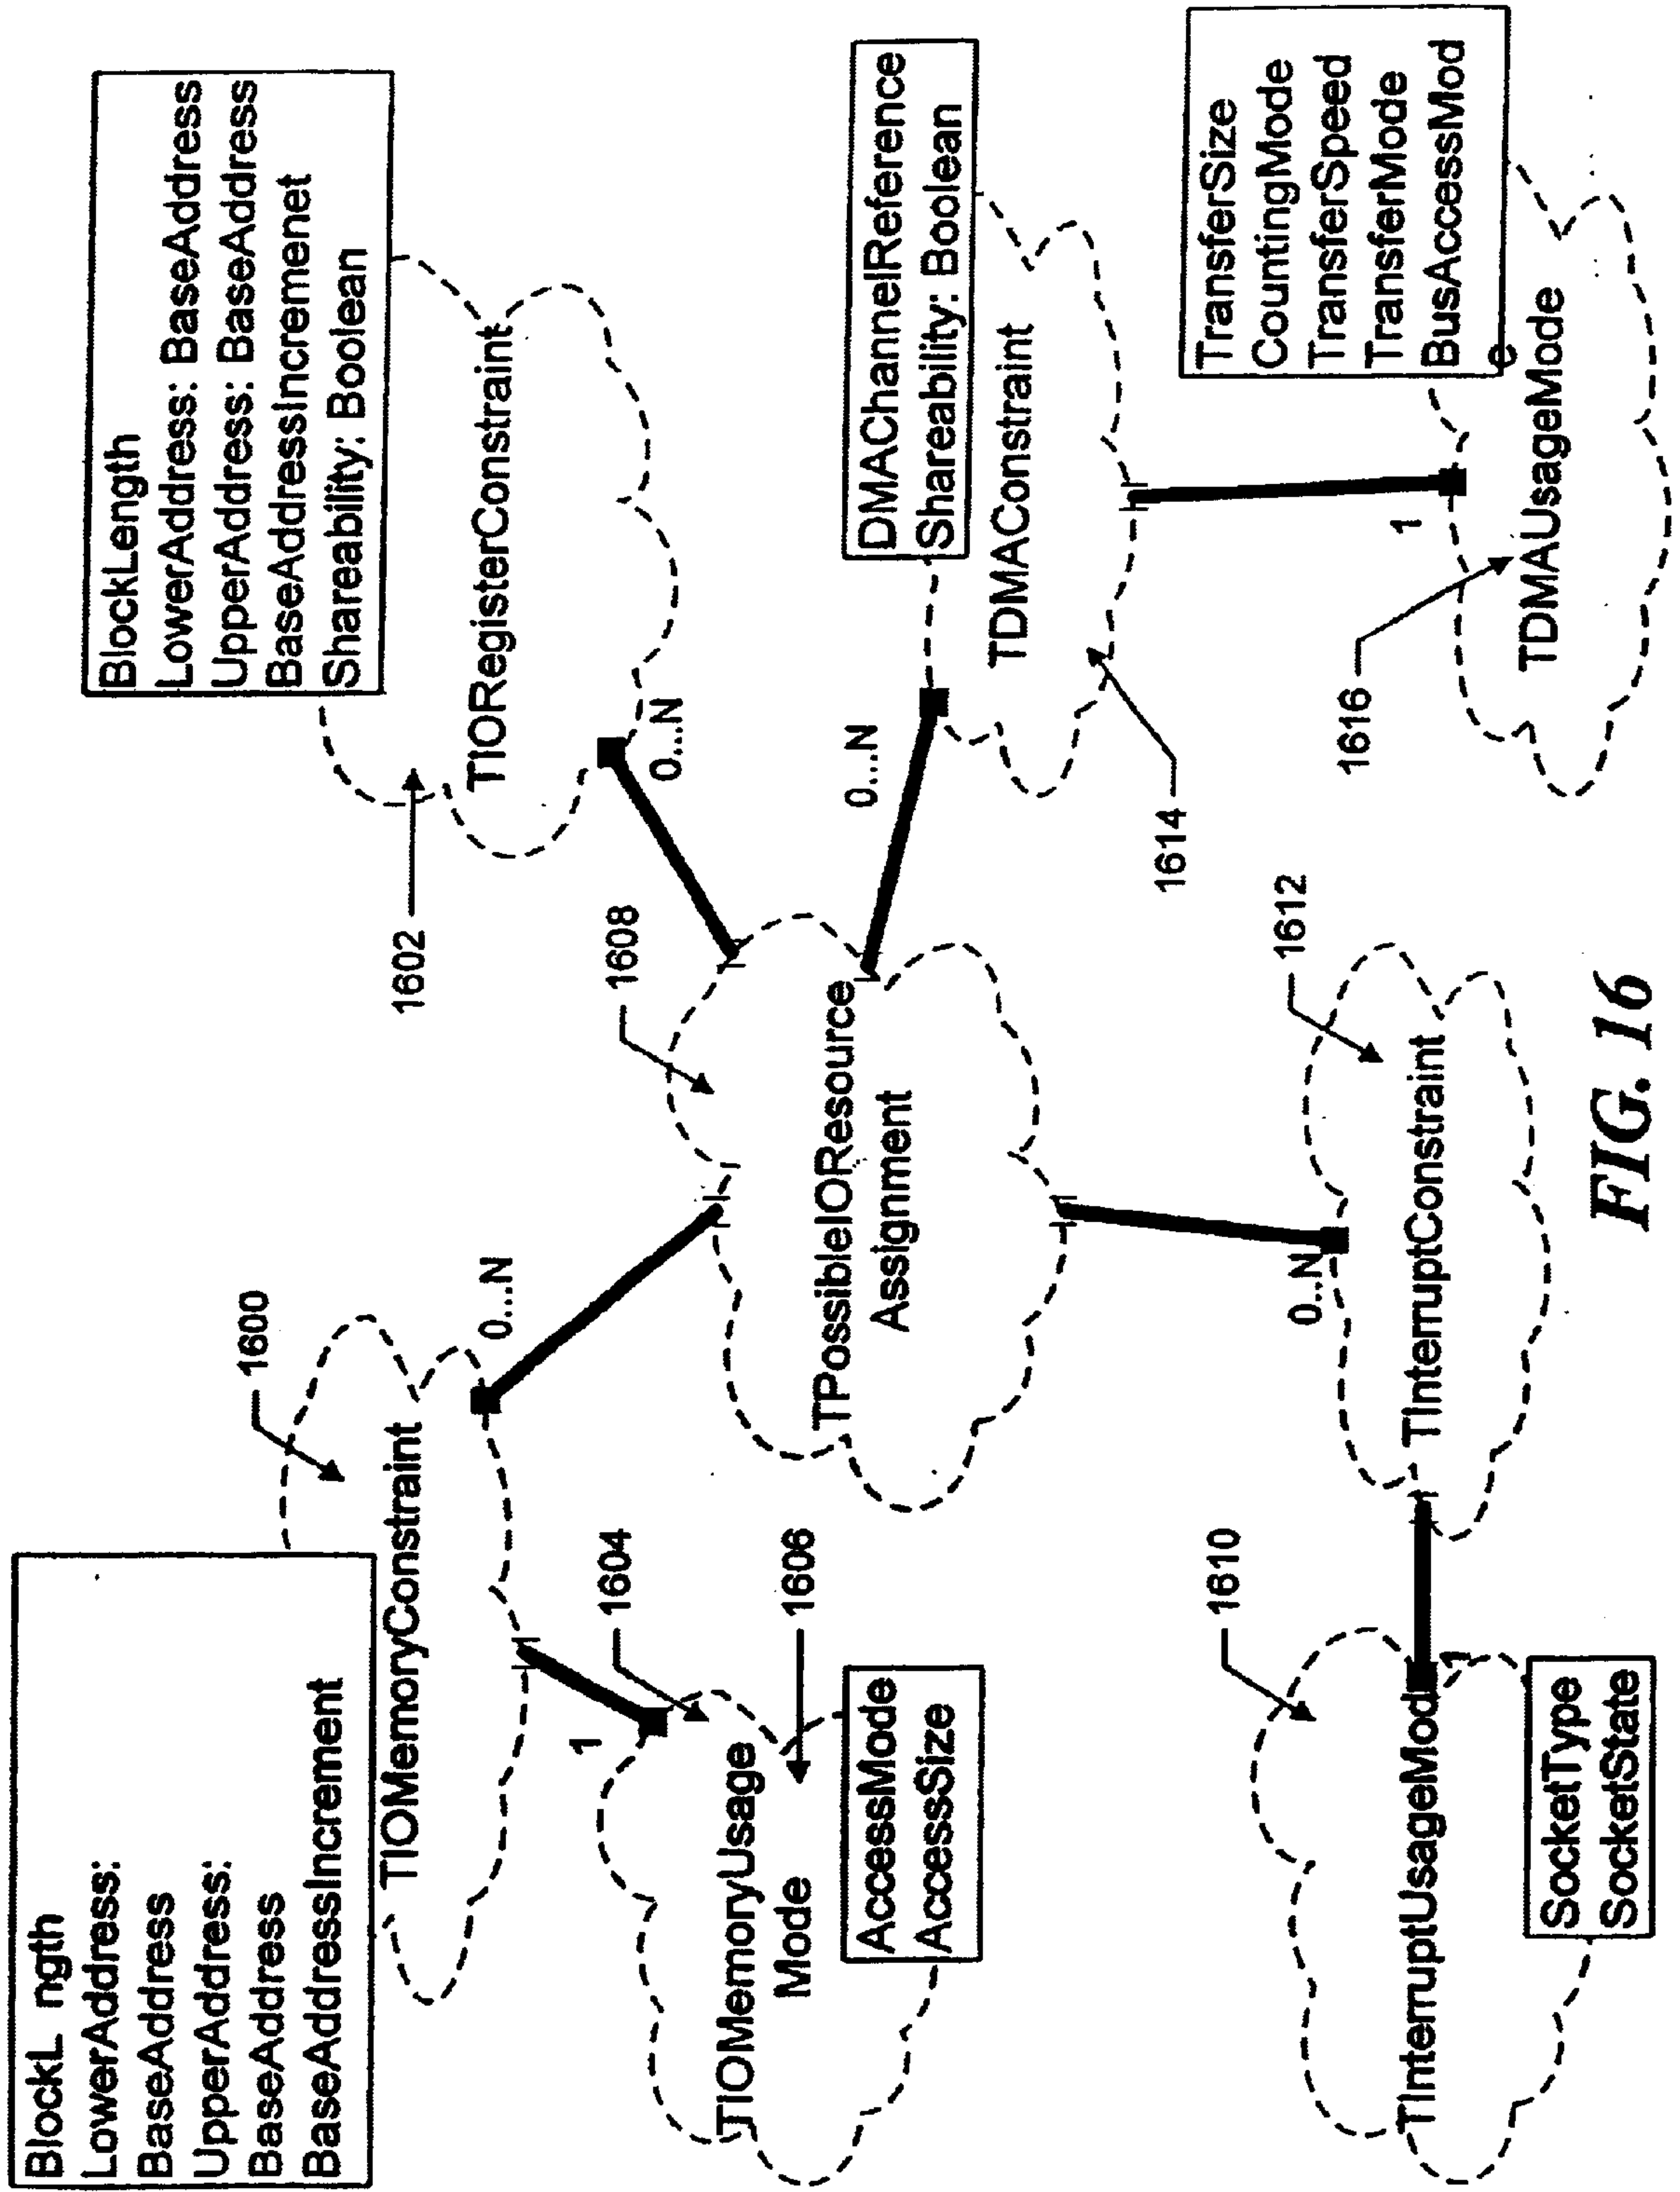 BlockL ngth
LowerAddress:
BaseAddress
UpperAddress:
BaseAddress
BaseAddressIncrement
1600
TIOMemoryConstraint
0...N
BlockLength
LowerAddress: BaseAddress
UpperAddress: BaseAddress
BaseAddressIncremenet
Shareability: Boolean
1602
TIORegisterConstraint
0...N
1
1604
TIOMemoryUsage
Mode
1606
AccessMode
AccessSize
1608
TPossibleIOResource
Assignment
0...N
DMAChannelReference
Shareability: Boolean
TDMAConstraint
1614
1610
TInterruptUsageMod
1
SocketType
SocketState
0...N
1612
TInterruptConstraint
1
TransferSize
CountingMode
TransferSpeed
TransferMode
BusAccessMod
e
1616
TDMAUsageMode
FIG. 16